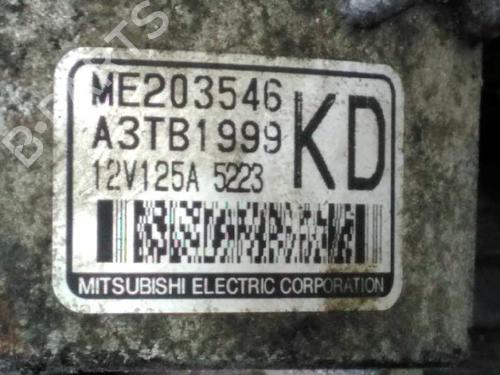 ME203546
A3TB1999
KD
12V125A 5223
MITSUBISHI ELECTRIC CORPORATION
B-PARTS